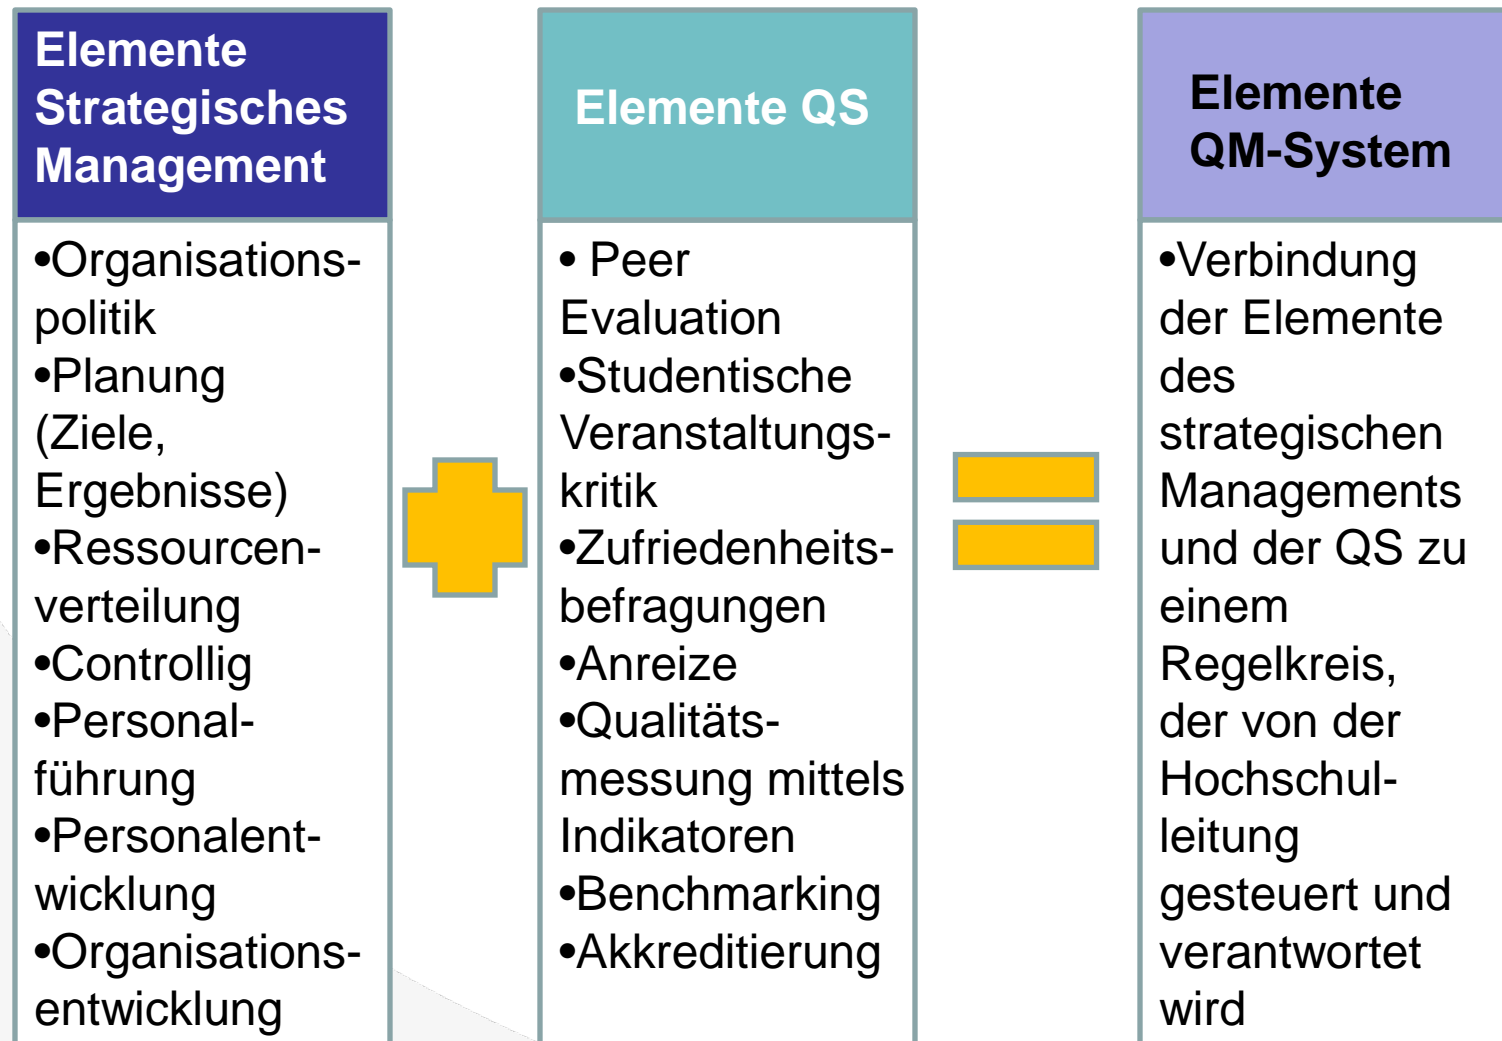 Elemente
Strategisches
Management
•Organisations-
politik
•Planung
(Ziele,
Ergebnisse)
•Ressourcen-
verteilung
•Controllig
•Personal-
führung
•Personalent-
wicklung
•Organisations-
entwicklung
Elemente QS
• Peer
Evaluation
•Studentische
Veranstaltungs-
kritik
•Zufriedenheits-
befragungen
•Anreize
•Qualitäts-
messung mittels
Indikatoren
•Benchmarking
•Akkreditierung
Elemente
QM-System
•Verbindung
der Elemente
des
strategischen
Managements
und der QS zu
einem
Regelkreis,
der von der
Hochschul-
leitung
gesteuert und
verantwortet
wird